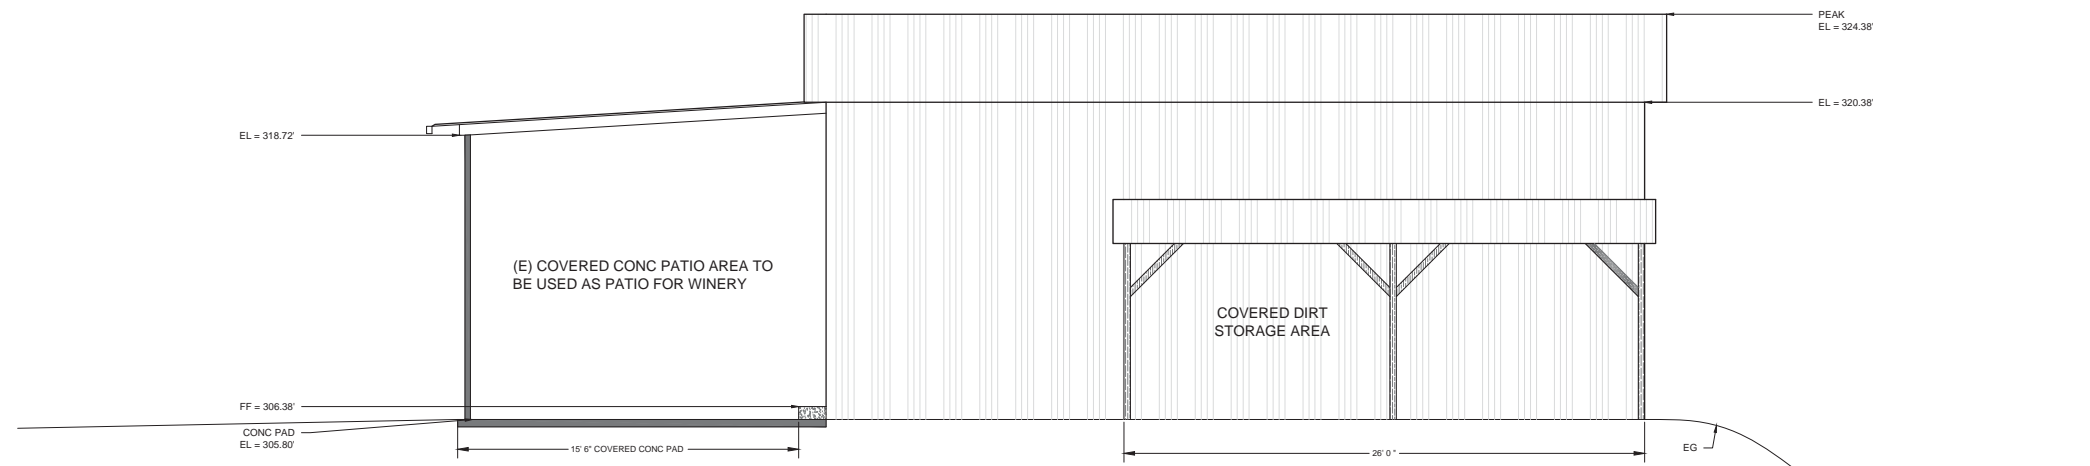 PEAK
EL = 324.38'
EL = 320.38'
EL = 318.72'
(E) COVERED CONC PATIO AREA TO
BE USED AS PATIO FOR WINERY
COVERED DIRT
STORAGE AREA
FF = 306.38'
CONC PAD
EL = 305.80'
15' 6" COVERED CONC PAD
26' 0 "
EG